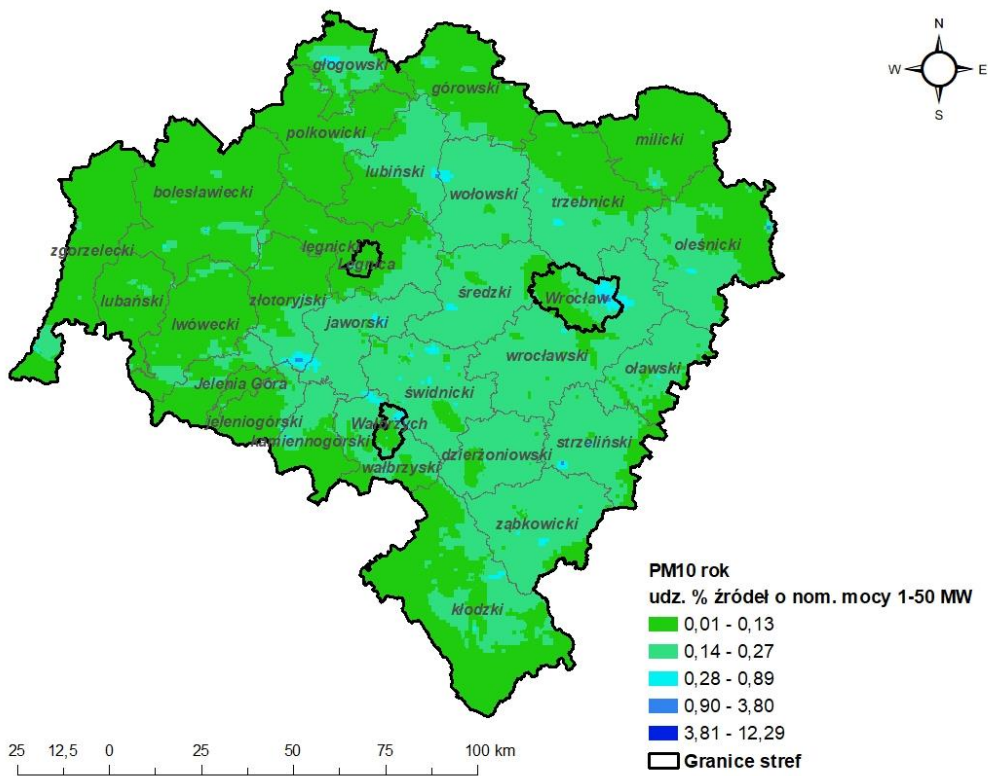 N
W E
S
głogowski
górowski
polkowicki
milicki
lubiński
wołowski
bolesławiecki
trzebnicki
zgorzelecki
legnicki
oleśnicki
Legnica
lubański
złotoryjski
średzki
Wrocław
lwówecki
jaworski
wrocławski
oławski
Jelenia Góra
świdnicki
jeleniogórski
Wałbrzych
kamiennogórski
strzeliński
wałbrzyski
dzierżoniowski
ząbkowicki
kłodzki
PM10 rok
udz. % źródeł o nom. mocy 1-50 MW
0,01 - 0,13
0,14 - 0,27
0,28 - 0,89
0,90 - 3,80
3,81 - 12,29
Granice stref
25 12,5 0 25 50 75 100 km